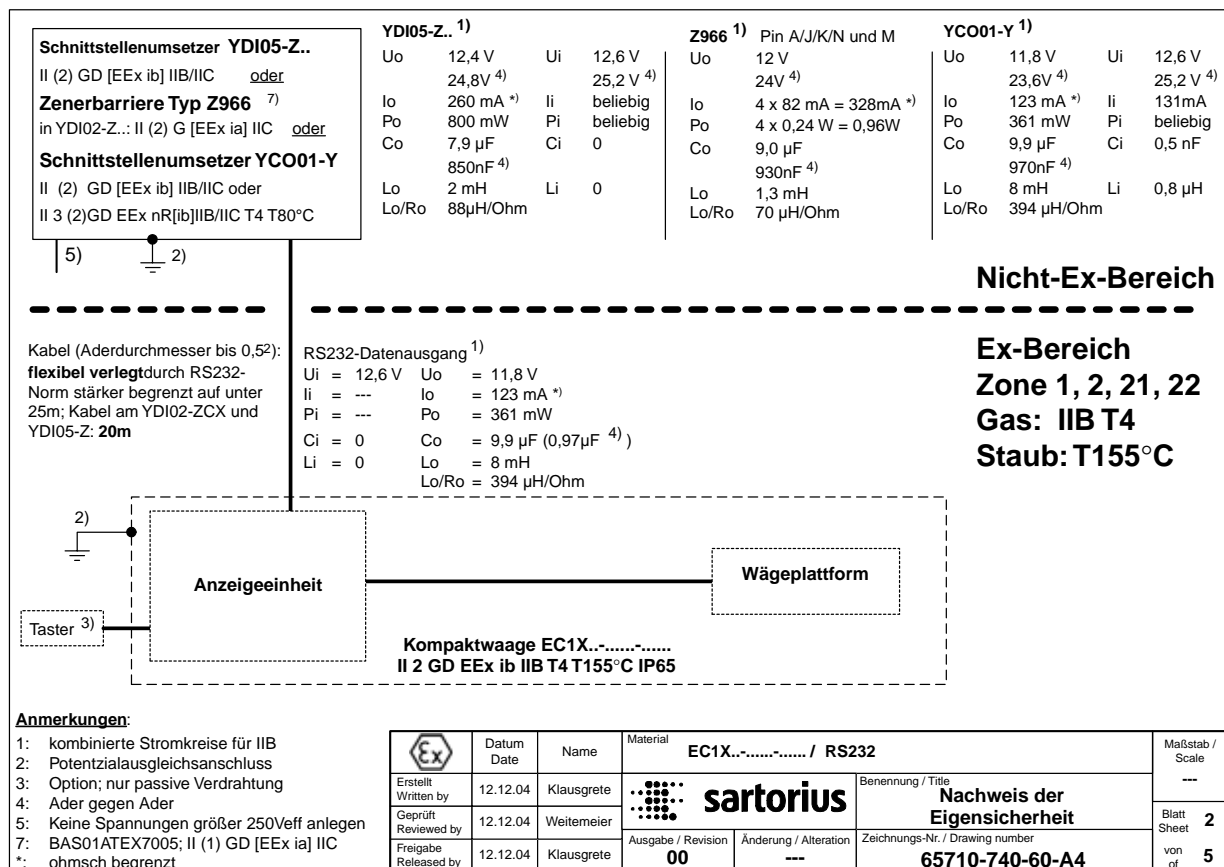 Schnittstellenumsetzer YDI05-Z..
II (2) GD [EEx ib] IIB/IIC oder
Zenerbarriere Typ Z966 7)
in YDI02-Z..: II (2) G [EEx ia] IIC oder
Schnittstellenumsetzer YCO01-Y
II (2) GD [EEx ib] IIB/IIC oder
II 3 (2)GD EEx nR[ib]IIB/IIC T4 T80°C
5)
2)
YDI05-Z.. 1)
Uo 12,4 V Ui 12,6 V
24,8V 4) 25,2 V 4)
Io 260 mA *) Ii beliebig
Po 800 mW Pi beliebig
Co 7,9 µF Ci 0
850nF 4)
Lo 2 mH Li 0
Lo/Ro 88µH/Ohm
Z966 1) Pin A/J/K/N und M
Uo 12 V
24V 4)
Io 4 x 82 mA = 328mA *)
Po 4 x 0,24 W = 0,96W
Co 9,0 µF
930nF 4)
Lo 1,3 mH
Lo/Ro 70 µH/Ohm
YCO01-Y 1)
Uo 11,8 V Ui 12,6 V
23,6V 4) 25,2 V 4)
Io 123 mA *) Ii 131mA
Po 361 mW Pi beliebig
Co 9,9 µF Ci 0,5 nF
970nF 4)
Lo 8 mH Li 0,8 µH
Lo/Ro 394 µH/Ohm
Nicht-Ex-Bereich
Ex-Bereich
Zone 1, 2, 21, 22
Gas: IIB T4
Staub: T155°C
Kabel (Aderdurchmesser bis 0,5²):
flexibel verlegtdurch RS232-
Norm stärker begrenzt auf unter
25m; Kabel am YDI02-ZCX und
YDI05-Z: 20m
RS232-Datenausgang 1)
Ui = 12,6 V Uo = 11,8 V
Ii = --- Io = 123 mA *)
Pi = --- Po = 361 mW
Ci = 0 Co = 9,9 µF (0,97µF 4) )
Li = 0 Lo = 8 mH
Lo/Ro = 394 µH/Ohm
2)
Anzeigeeinheit
Wägeplattform
Taster 3)
Kompaktwaage EC1X..-......-......
II 2 GD EEx ib IIB T4 T155°C IP65
Anmerkungen:
1: kombinierte Stromkreise für IIB
2: Potenzialausgleichsanschluss
3: Option; nur passive Verdrahtung
4: Ader gegen Ader
5: Keine Spannungen größer 250Veff anlegen
7: BAS01ATEX7005; II (1) GD [EEx ia] IIC
*: ohmsch begrenzt
Ex
Datum
Date
Name
Material
EC1X..-......-...... / RS232
Maßstab /
Scale
---
Erstellt
Written by
12.12.04
Klausgrete
sartorius
Benennung / Title
Nachweis der
Eigensicherheit
Geprüft
Reviewed by
12.12.04
Weitemeier
Blatt
Sheet
2
Freigabe
Released by
12.12.04
Klausgrete
Ausgabe / Revision
00
Änderung / Alteration
---
Zeichnungs-Nr. / Drawing number
65710-740-60-A4
von
of
5